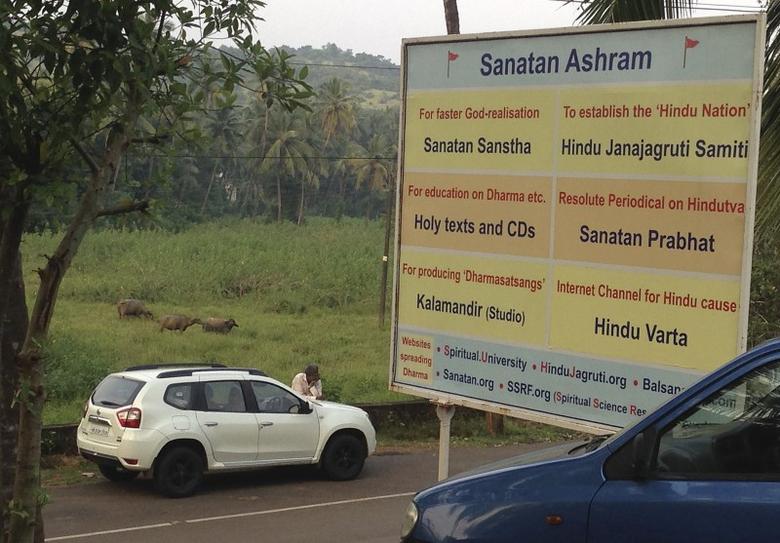 Sanatan Ashram
For faster God-realisation
Sanatan Sanstha
To establish the 'Hindu Nation'
Hindu Janajagruti Samiti
For education on Dharma etc.
Holy texts and CDs
Resolute Periodical on Hindutva
Sanatan Prabhat
For producing 'Dharmasatsangs'
Kalamandir (Studio)
Internet Channel for Hindu cause
Hindu Varta
Websites
spreading
Dharma
• Spiritual.University • HinduJagruti.org •
• Sanatan.org • SSRF.org (Spiritual Science